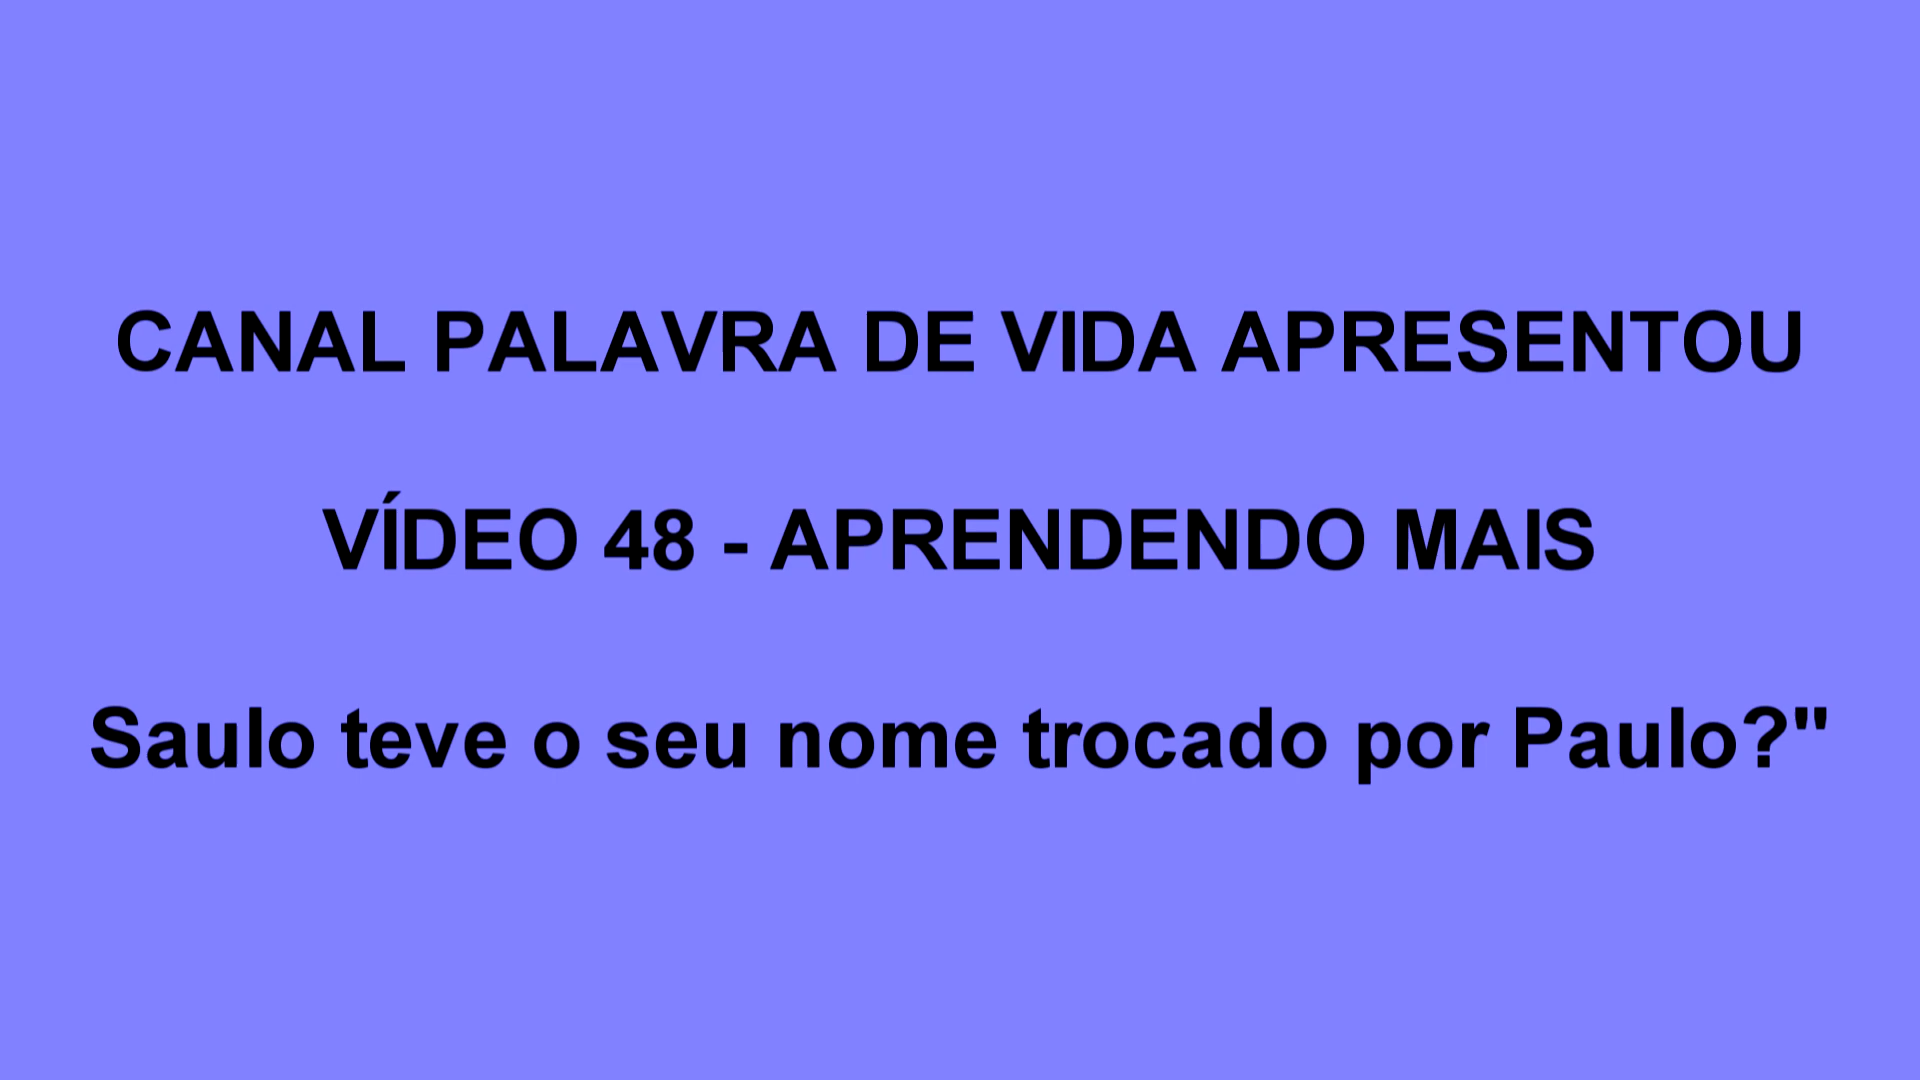 CANAL PALAVRA DE VIDA APRESENTOU
VÍDEO 48 - APRENDENDO MAIS
Saulo teve o seu nome trocado por Paulo?"